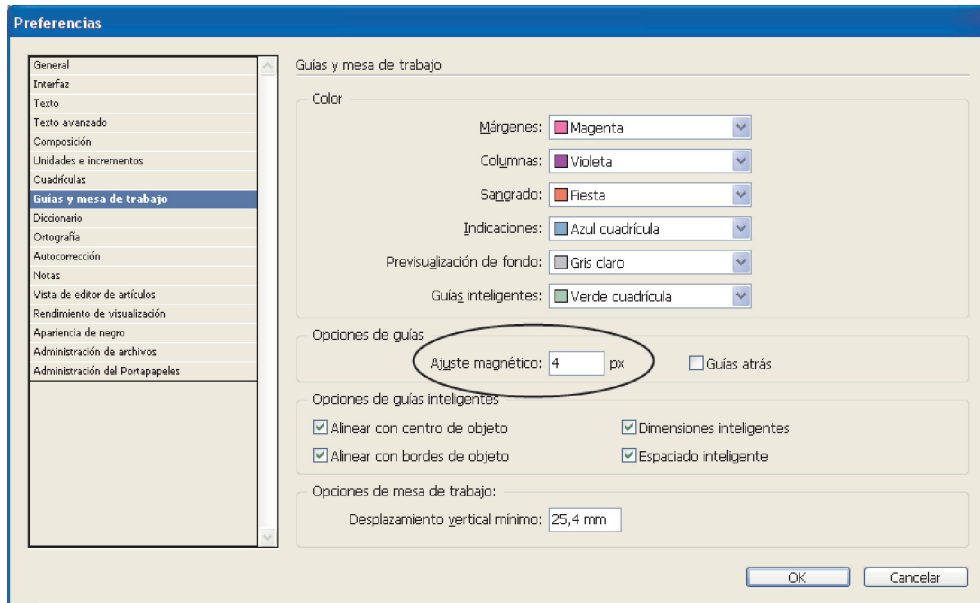 Preferencias
General
Interfaz
Texto
Texto avanzado
Composición
Unidades e incrementos
Cuadrículas
Guías y mesa de trabajo
Diccionario
Ortografía
Autocorrección
Notas
Vista de editor de artículos
Rendimiento de visualización
Apariencia de negro
Administración de archivos
Administración del Portapapeles
Guías y mesa de trabajo
Color
Márgenes: Magenta
Columnas: Violeta
Sangrado: Fiesta
Indicaciones: Azul cuadrícula
Previsualización de fondo: Gris claro
Guías inteligentes: Verde cuadrícula
Opciones de guías
Ajuste magnético: 4 px Guías atrás
Opciones de guías inteligentes
Alinear con centro de objeto Dimensiones inteligentes
Alinear con bordes de objeto Espaciado inteligente
Opciones de mesa de trabajo:
Desplazamiento vertical mínimo: 25,4 mm
OK Cancelar